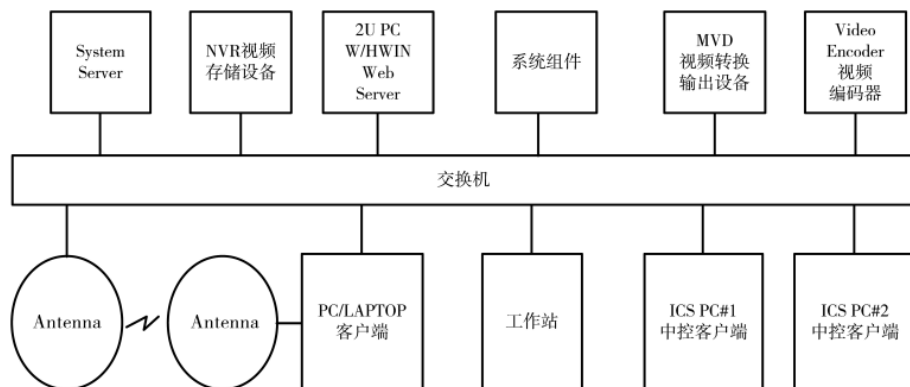 System
Server
NVR视频
存储设备
2U PC
W/HWIN
Web
Server
系统组件
MVD
视频转换
输出设备
Video
Encoder
视频
编码器
交换机
Antenna
Antenna
PC/LAPTOP
客户端
工作站
ICS PC#1
中控客户端
ICS PC#2
中控客户端